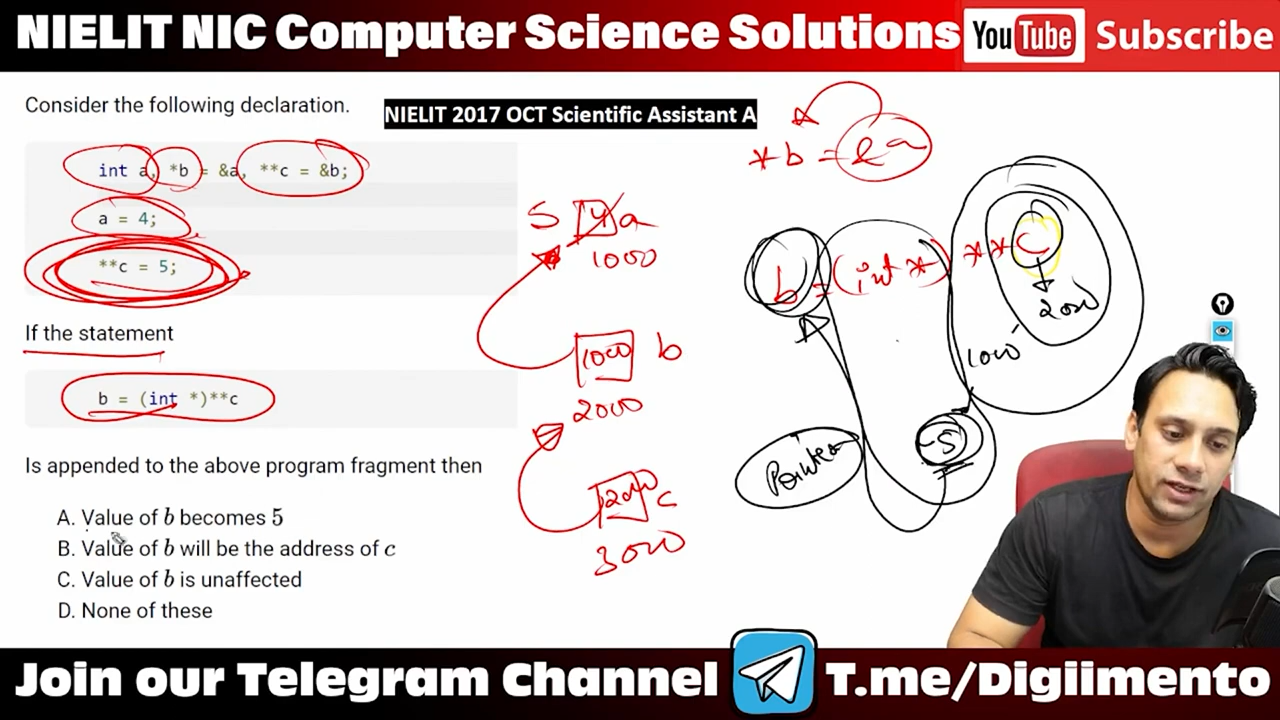 NIELIT NIC Computer Science Solutions
YouTube Subscribe
Consider the following declaration.
NIELIT 2017 OCT Scientific Assistant A
int a, *b = &a, **c = &b;
a = 4;
**c = 5;
If the statement
b = (int *)**c
Is appended to the above program fragment then
A. Value of b becomes 5
B. Value of b will be the address of c
C. Value of b is unaffected
D. None of these
*b = &a
5 4 a
1000
1000 b
2000
2000 c
3000
b = (int *) **c
2000
1000
5
Pointer
Join our Telegram Channel T.me/Digiimento